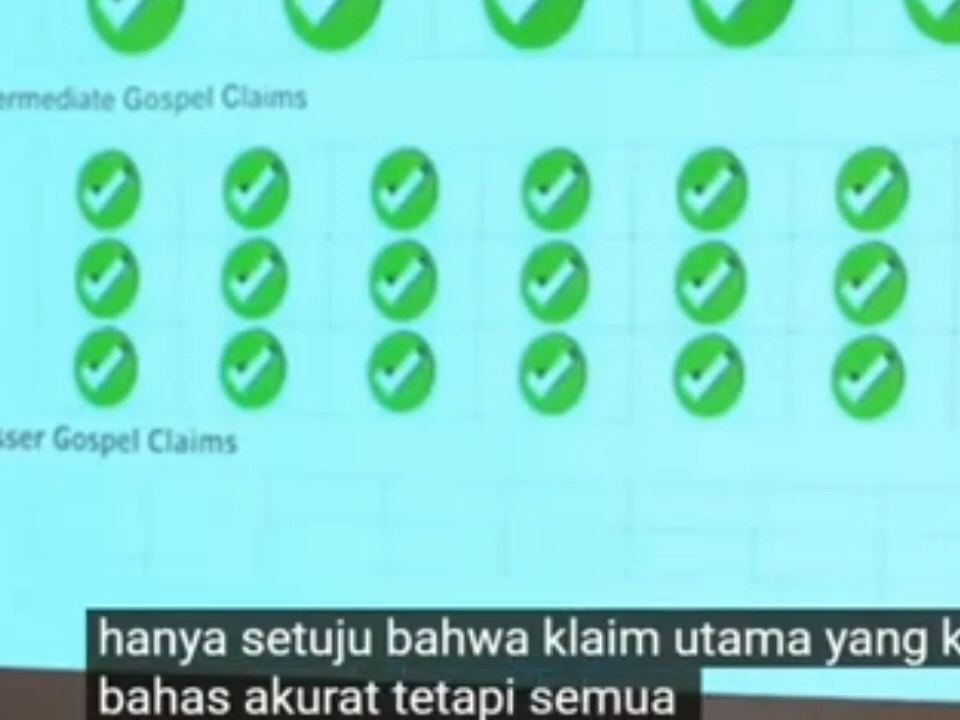 ermediate Gospel Claims
sser Gospel Claims
hanya setuju bahwa klaim utama yang k
bahas akurat tetapi semua